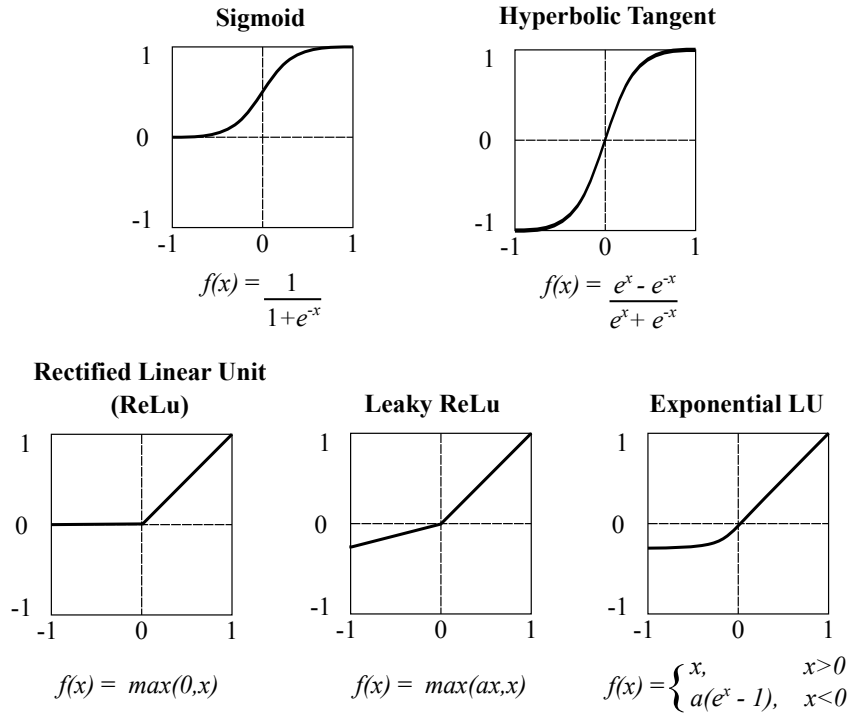 Sigmoid
1
0
-1
-1 0 1
f(x) = 1
1+e^-x
Hyperbolic Tangent
1
0
-1
-1 0 1
f(x) = e^x - e^-x
e^x + e^-x
Rectified Linear Unit
(ReLu)
1
0
-1
-1 0 1
f(x) = max(0,x)
Leaky ReLu
1
0
-1
-1 0 1
f(x) = max(ax,x)
Exponential LU
1
0
-1
-1 0 1
f(x) = { x, x>0
a(e^x - 1), x<0